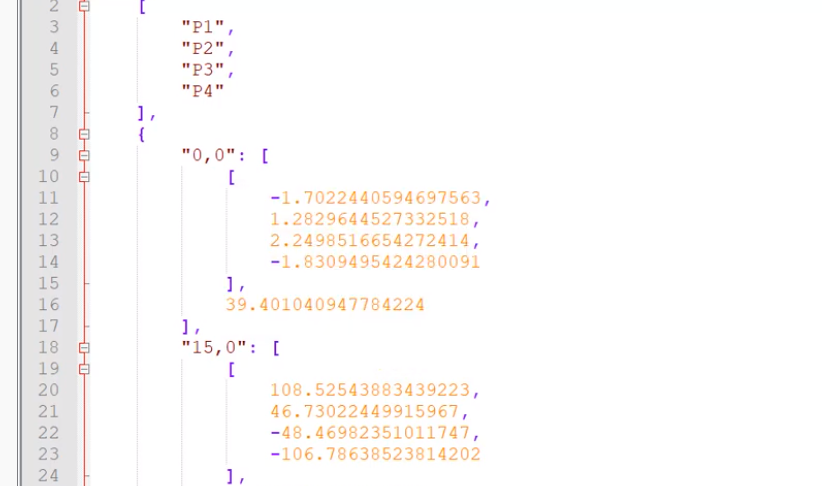 2 [
3 "P1",
4 "P2",
5 "P3",
6 "P4"
7 ],
8 {
9 "0,0": [
10 [
11 -1.7022440594697563,
12 1.2829644527332518,
13 2.2498516654272414,
14 -1.8309495424280091
15 ],
16 39.401040947784224
17 ],
18 "15,0": [
19 [
20 108.52543883439223,
21 46.73022449915967,
22 -48.46982351011747,
23 -106.78638523814202
24 ],